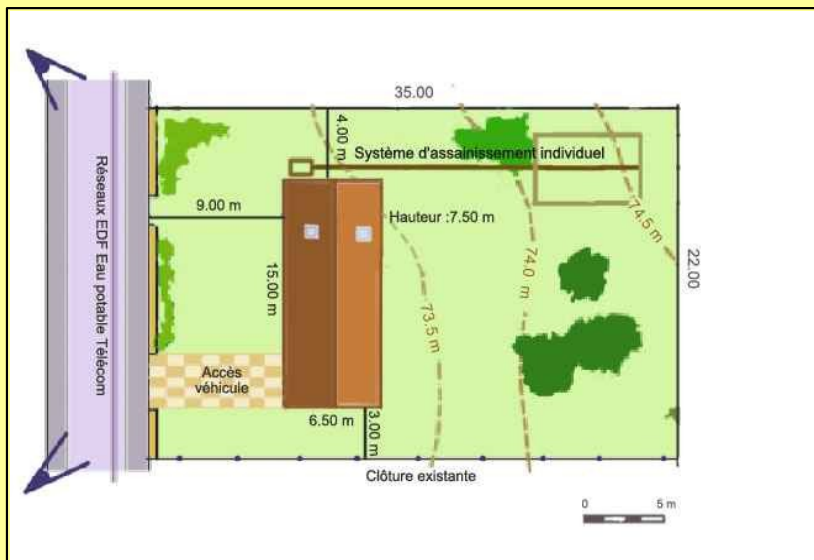 35.00
4.00 m
Système d'assainissement individuel
Réseaux EDF Eau potable Télécom
9.00 m
Hauteur :7.50 m
74.5 m
22.00
15.00 m
74.0 m
73.5 m
Accès
véhicule
6.50 m
3.00 m
Clôture existante
0 5 m